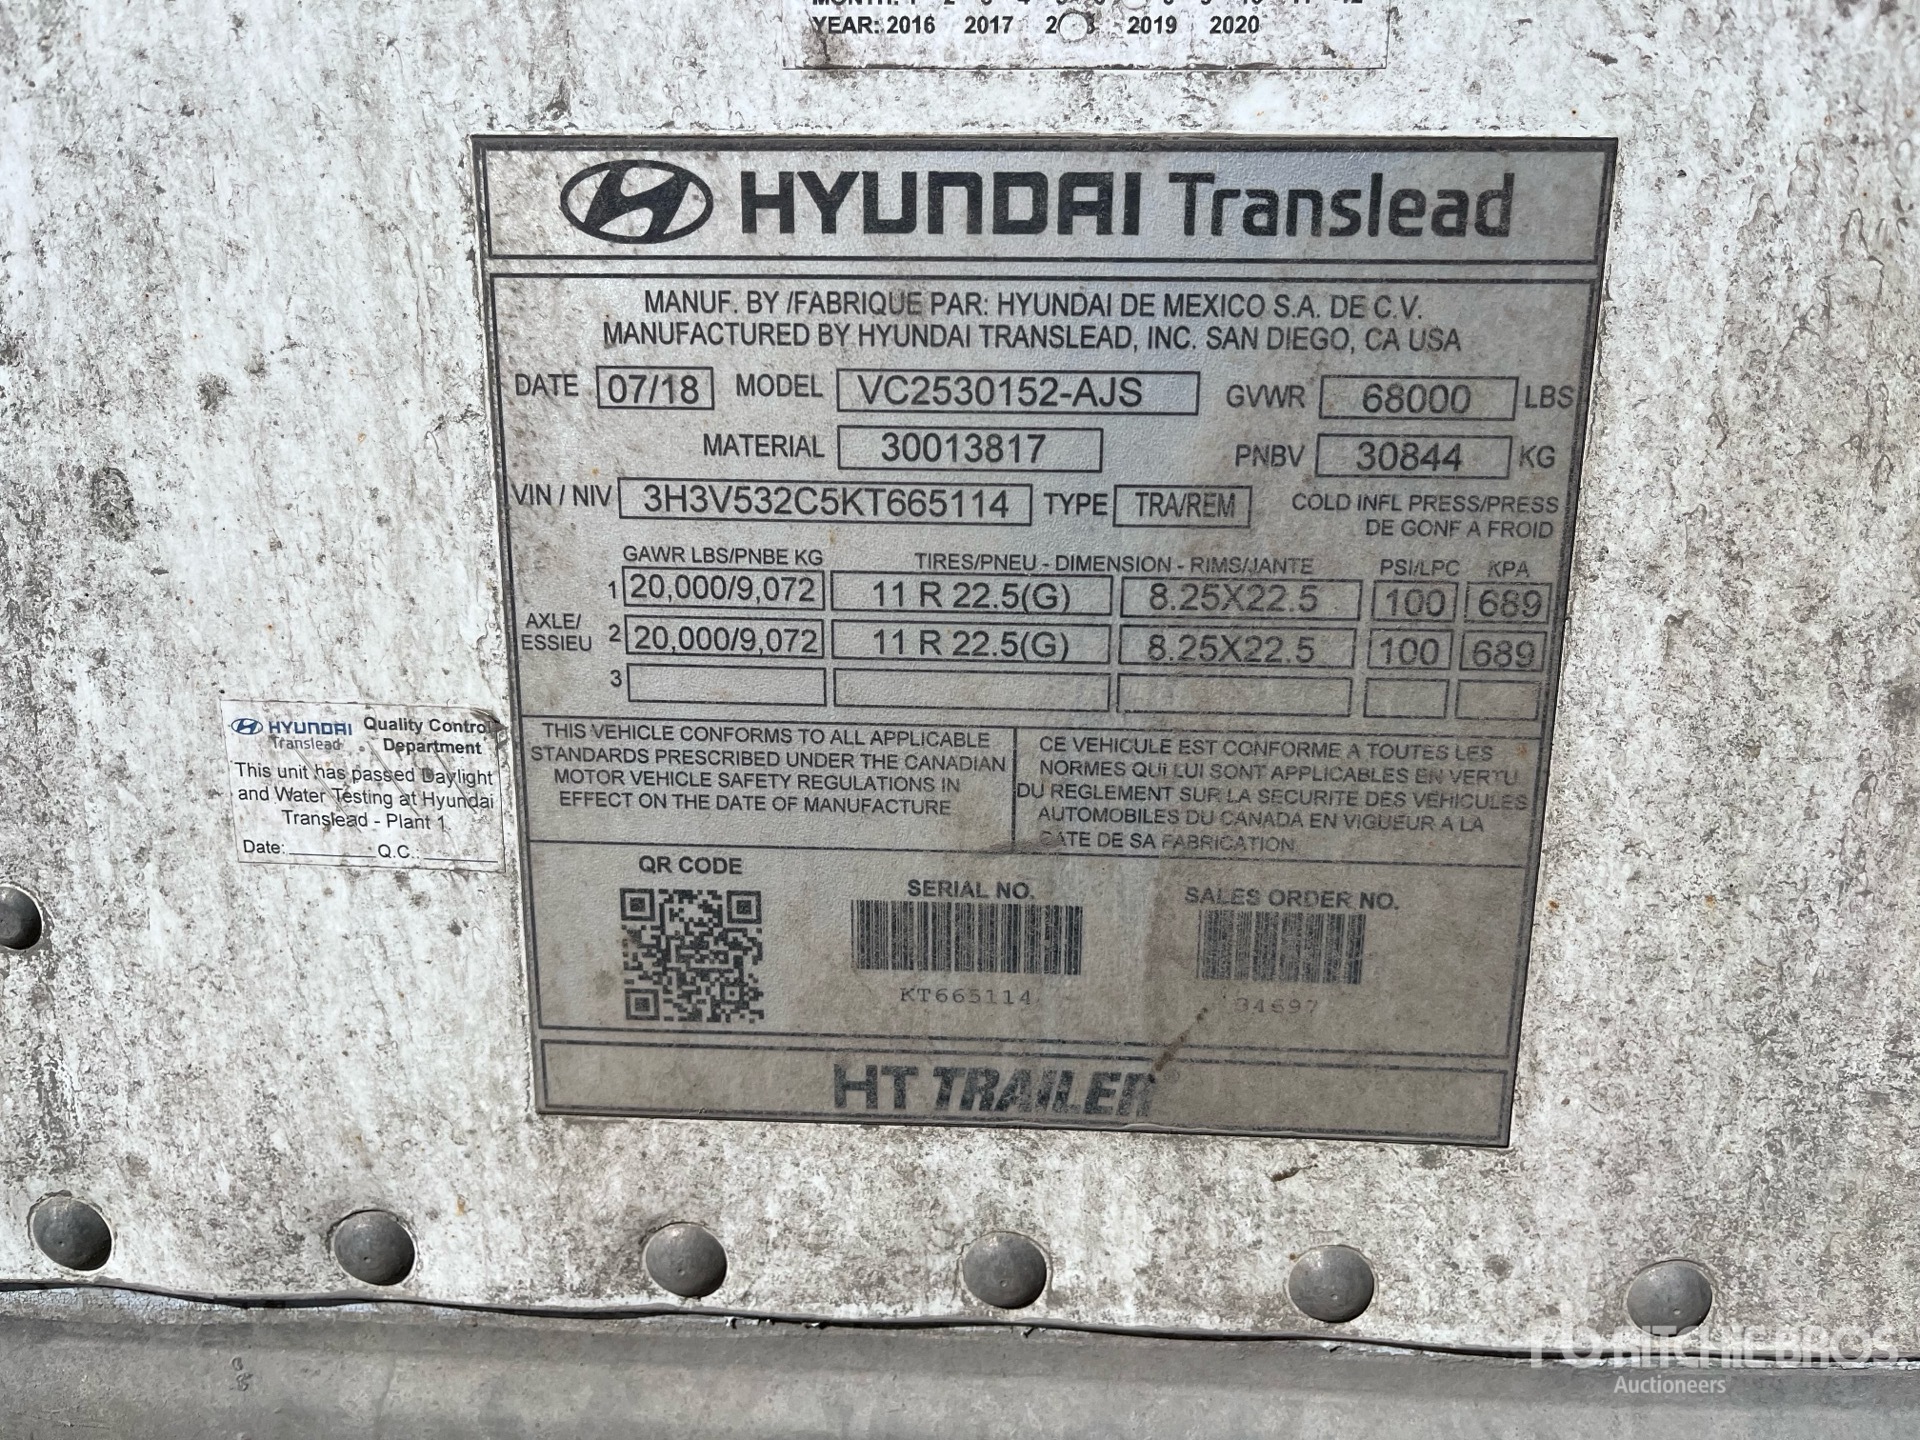 YEAR: 2016 2017 2019 2020
HYUNDAI Translead
MANUF. BY /FABRIQUE PAR: HYUNDAI DE MEXICO S.A. DE C.V.
MANUFACTURED BY HYUNDAI TRANSLEAD, INC. SAN DIEGO, CA USA
DATE 07/18 MODEL VC2530152-AJS GVWR 68000 LBS
MATERIAL 30013817 PNBV 30844 KG
VIN / NIV 3H3V532C5KT665114 TYPE TRA/REM COLD INFL PRESS/PRESS
DE GONF A FROID
GAWR LBS/PNBE KG TIRES/PNEU - DIMENSION - RIMS/JANTE PSI/LPC KPA
1 20,000/9,072 11 R 22.5(G) 8.25X22.5 100 689
AXLE/
ESSIEU
2 20,000/9,072 11 R 22.5(G) 8.25X22.5 100 689
3
THIS VEHICLE CONFORMS TO ALL APPLICABLE
STANDARDS PRESCRIBED UNDER THE CANADIAN
MOTOR VEHICLE SAFETY REGULATIONS IN
EFFECT ON THE DATE OF MANUFACTURE
CE VEHICULE EST CONFORME A TOUTES LES
NORMES QUI LUI SONT APPLICABLES EN VERTU
DU REGLEMENT SUR LA SECURITE DES VEHICULES
AUTOMOBILES DU CANADA EN VIGUEUR A LA
DATE DE SA FABRICATION
HYUNDAI Translead Quality Control
Department
This unit has passed Daylight
and Water Testing at Hyundai
Translead - Plant 1.
Date: Q.C.:
QR CODE
SERIAL NO.
KT665114
SALES ORDER NO.
34697
HT TRAILER®
RITCHIE BROS.
Auctioneers